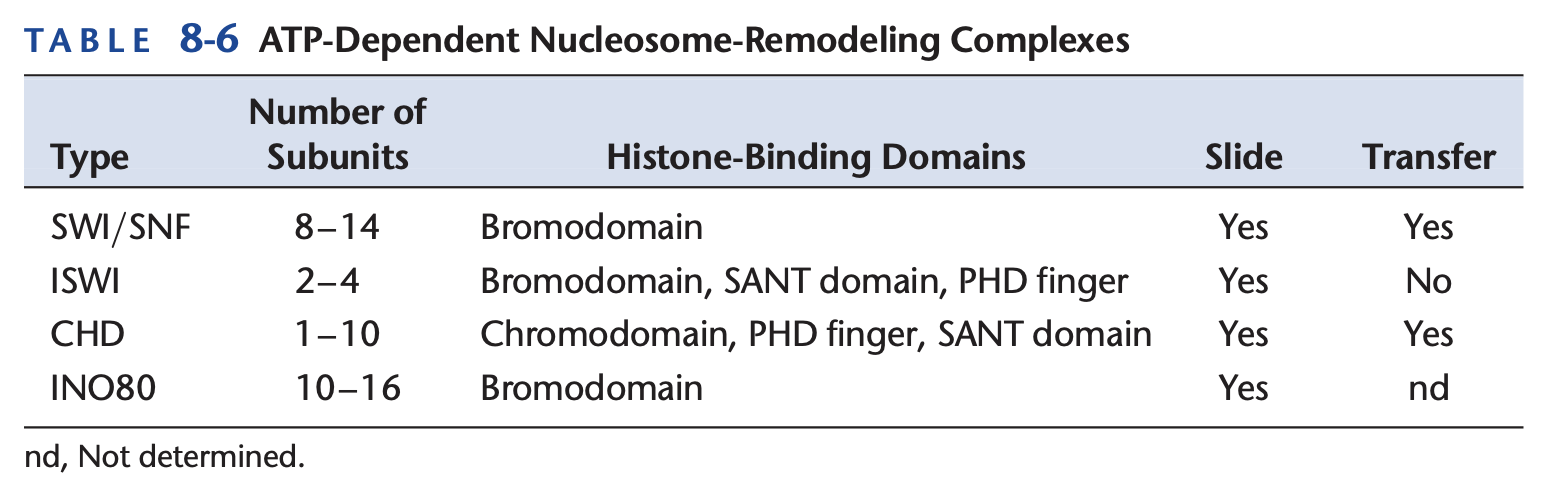 TABLE 8-6 ATP-Dependent Nucleosome-Remodeling Complexes
Number of
Type Subunits Histone-Binding Domains Slide Transfer
SWI/SNF 8–14 Bromodomain Yes Yes
ISWI 2–4 Bromodomain, SANT domain, PHD finger Yes No
CHD 1–10 Chromodomain, PHD finger, SANT domain Yes Yes
INO80 10–16 Bromodomain Yes nd
nd, Not determined.